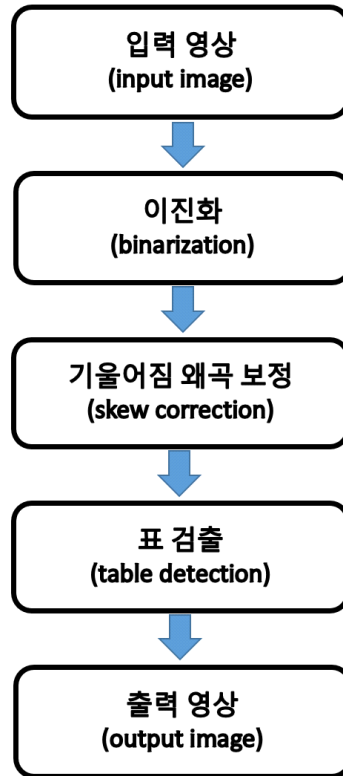 입력 영상
(input image)
이진화
(binarization)
기울어짐 왜곡 보정
(skew correction)
표 검출
(table detection)
출력 영상
(output image)